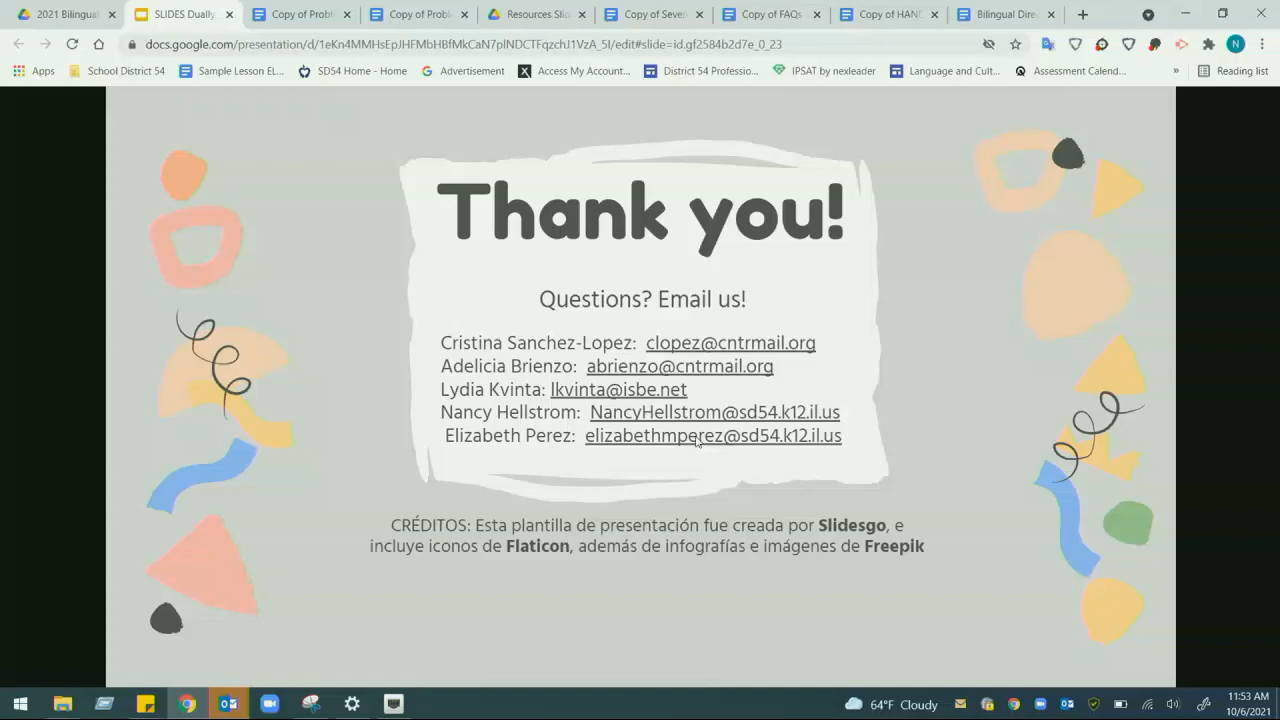 2021 Bilingual
SLIDES Dually
Copy of Probl
Copy of Probl
Resources Slid
Copy of Sever
Copy of FAQs
Copy of HAN
Bilingual Dire
docs.google.com/presentation/d/1eKn4MMHsEpJHFMbHBfMkCaN7plNDCTFqzchJ1VzA_5I/edit#slide=id.gf2584b2d7e_0_23
N
Apps
School District 54
Sample Lesson EL...
SD54 Home - Home
Advertisement
Access My Account...
District 54 Professio...
IPSAT by nexleader
Language and Cult...
Assessment Calend...
»
Reading list
Thank you!
Questions? Email us!
Cristina Sanchez-Lopez: clopez@cntrmail.org
Adelicia Brienzo: abrienzo@cntrmail.org
Lydia Kvinta: lkvinta@isbe.net
Nancy Hellstrom: NancyHellstrom@sd54.k12.il.us
Elizabeth Perez: elizabethmperez@sd54.k12.il.us
CRÉDITOS: Esta plantilla de presentación fue creada por Slidesgo, e
incluye iconos de Flaticon, además de infografías e imágenes de Freepik
64°F Cloudy
11:53 AM
10/6/2021